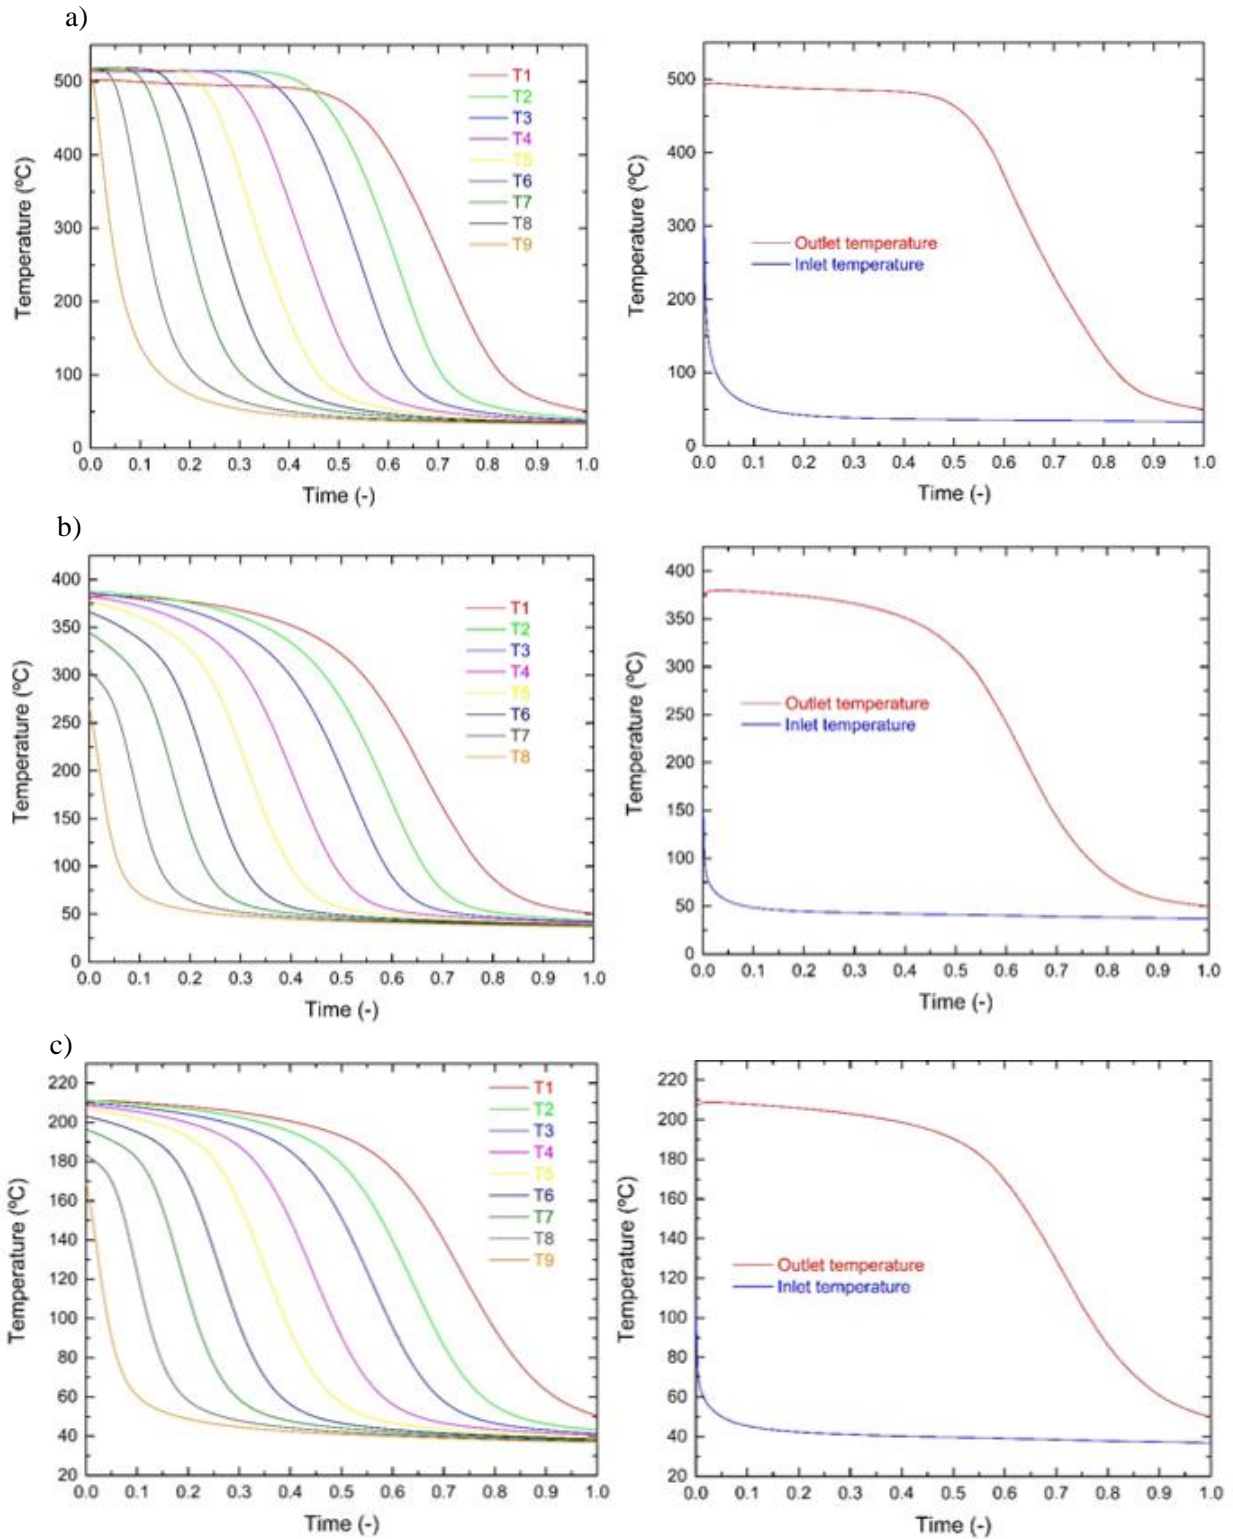 a)
500
400
300
200
100
0
Temperature (ºC)
T1
T2
T3
T4
T5
T6
T7
T8
T9
0.0 0.1 0.2 0.3 0.4 0.5 0.6 0.7 0.8 0.9 1.0
Time (-)
500
400
300
200
100
0
Temperature (ºC)
Outlet temperature
Inlet temperature
0.0 0.1 0.2 0.3 0.4 0.5 0.6 0.7 0.8 0.9 1.0
Time (-)
b)
400
350
300
250
200
150
100
50
0
Temperature (ºC)
T1
T2
T3
T4
T5
T6
T7
T8
0.0 0.1 0.2 0.3 0.4 0.5 0.6 0.7 0.8 0.9 1.0
Time (-)
400
350
300
250
200
150
100
50
0
Temperature (ºC)
Outlet temperature
Inlet temperature
0.0 0.1 0.2 0.3 0.4 0.5 0.6 0.7 0.8 0.9 1.0
Time (-)
c)
220
200
180
160
140
120
100
80
60
40
20
Temperature (ºC)
T1
T2
T3
T4
T5
T6
T7
T8
T9
0.0 0.1 0.2 0.3 0.4 0.5 0.6 0.7 0.8 0.9 1.0
Time (-)
220
200
180
160
140
120
100
80
60
40
20
Temperature (ºC)
Outlet temperature
Inlet temperature
0.0 0.1 0.2 0.3 0.4 0.5 0.6 0.7 0.8 0.9 1.0
Time (-)